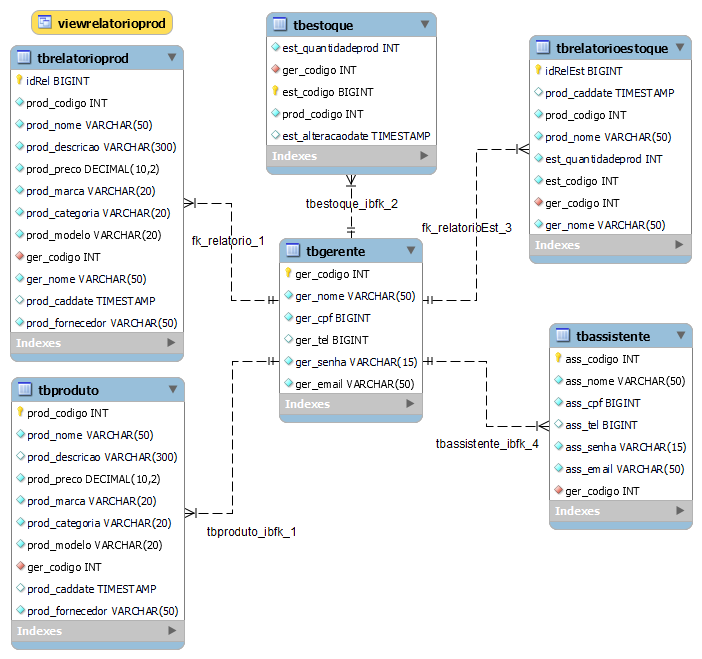 viewrelatorioprod
tbrelatorioprod
idRel BIGINT
prod_codigo INT
prod_nome VARCHAR(50)
prod_descricao VARCHAR(300)
prod_preco DECIMAL(10,2)
prod_marca VARCHAR(20)
prod_categoria VARCHAR(20)
prod_modelo VARCHAR(20)
ger_codigo INT
ger_nome VARCHAR(50)
prod_caddate TIMESTAMP
prod_fornecedor VARCHAR(50)
Indexes
tbproduto
prod_codigo INT
prod_nome VARCHAR(50)
prod_descricao VARCHAR(300)
prod_preco DECIMAL(10,2)
prod_marca VARCHAR(20)
prod_categoria VARCHAR(20)
prod_modelo VARCHAR(20)
ger_codigo INT
prod_caddate TIMESTAMP
prod_fornecedor VARCHAR(50)
Indexes
tbestoque
est_quantidadeprod INT
ger_codigo INT
est_codigo BIGINT
prod_codigo INT
est_alteracaodate TIMESTAMP
Indexes
tbestoque_ibfk_2
fk_relatorio_1
fk_relatorioEst_3
tbgerente
ger_codigo INT
ger_nome VARCHAR(50)
ger_cpf BIGINT
ger_tel BIGINT
ger_senha VARCHAR(15)
ger_email VARCHAR(50)
Indexes
tbproduto_ibfk_1
tbassistente_ibfk_4
tbrelatorioestoque
idRelEst BIGINT
prod_caddate TIMESTAMP
prod_codigo INT
prod_nome VARCHAR(50)
est_quantidadeprod INT
est_codigo INT
ger_codigo INT
ger_nome VARCHAR(50)
Indexes
tbassistente
ass_codigo INT
ass_nome VARCHAR(50)
ass_cpf BIGINT
ass_tel BIGINT
ass_senha VARCHAR(15)
ass_email VARCHAR(50)
ger_codigo INT
Indexes